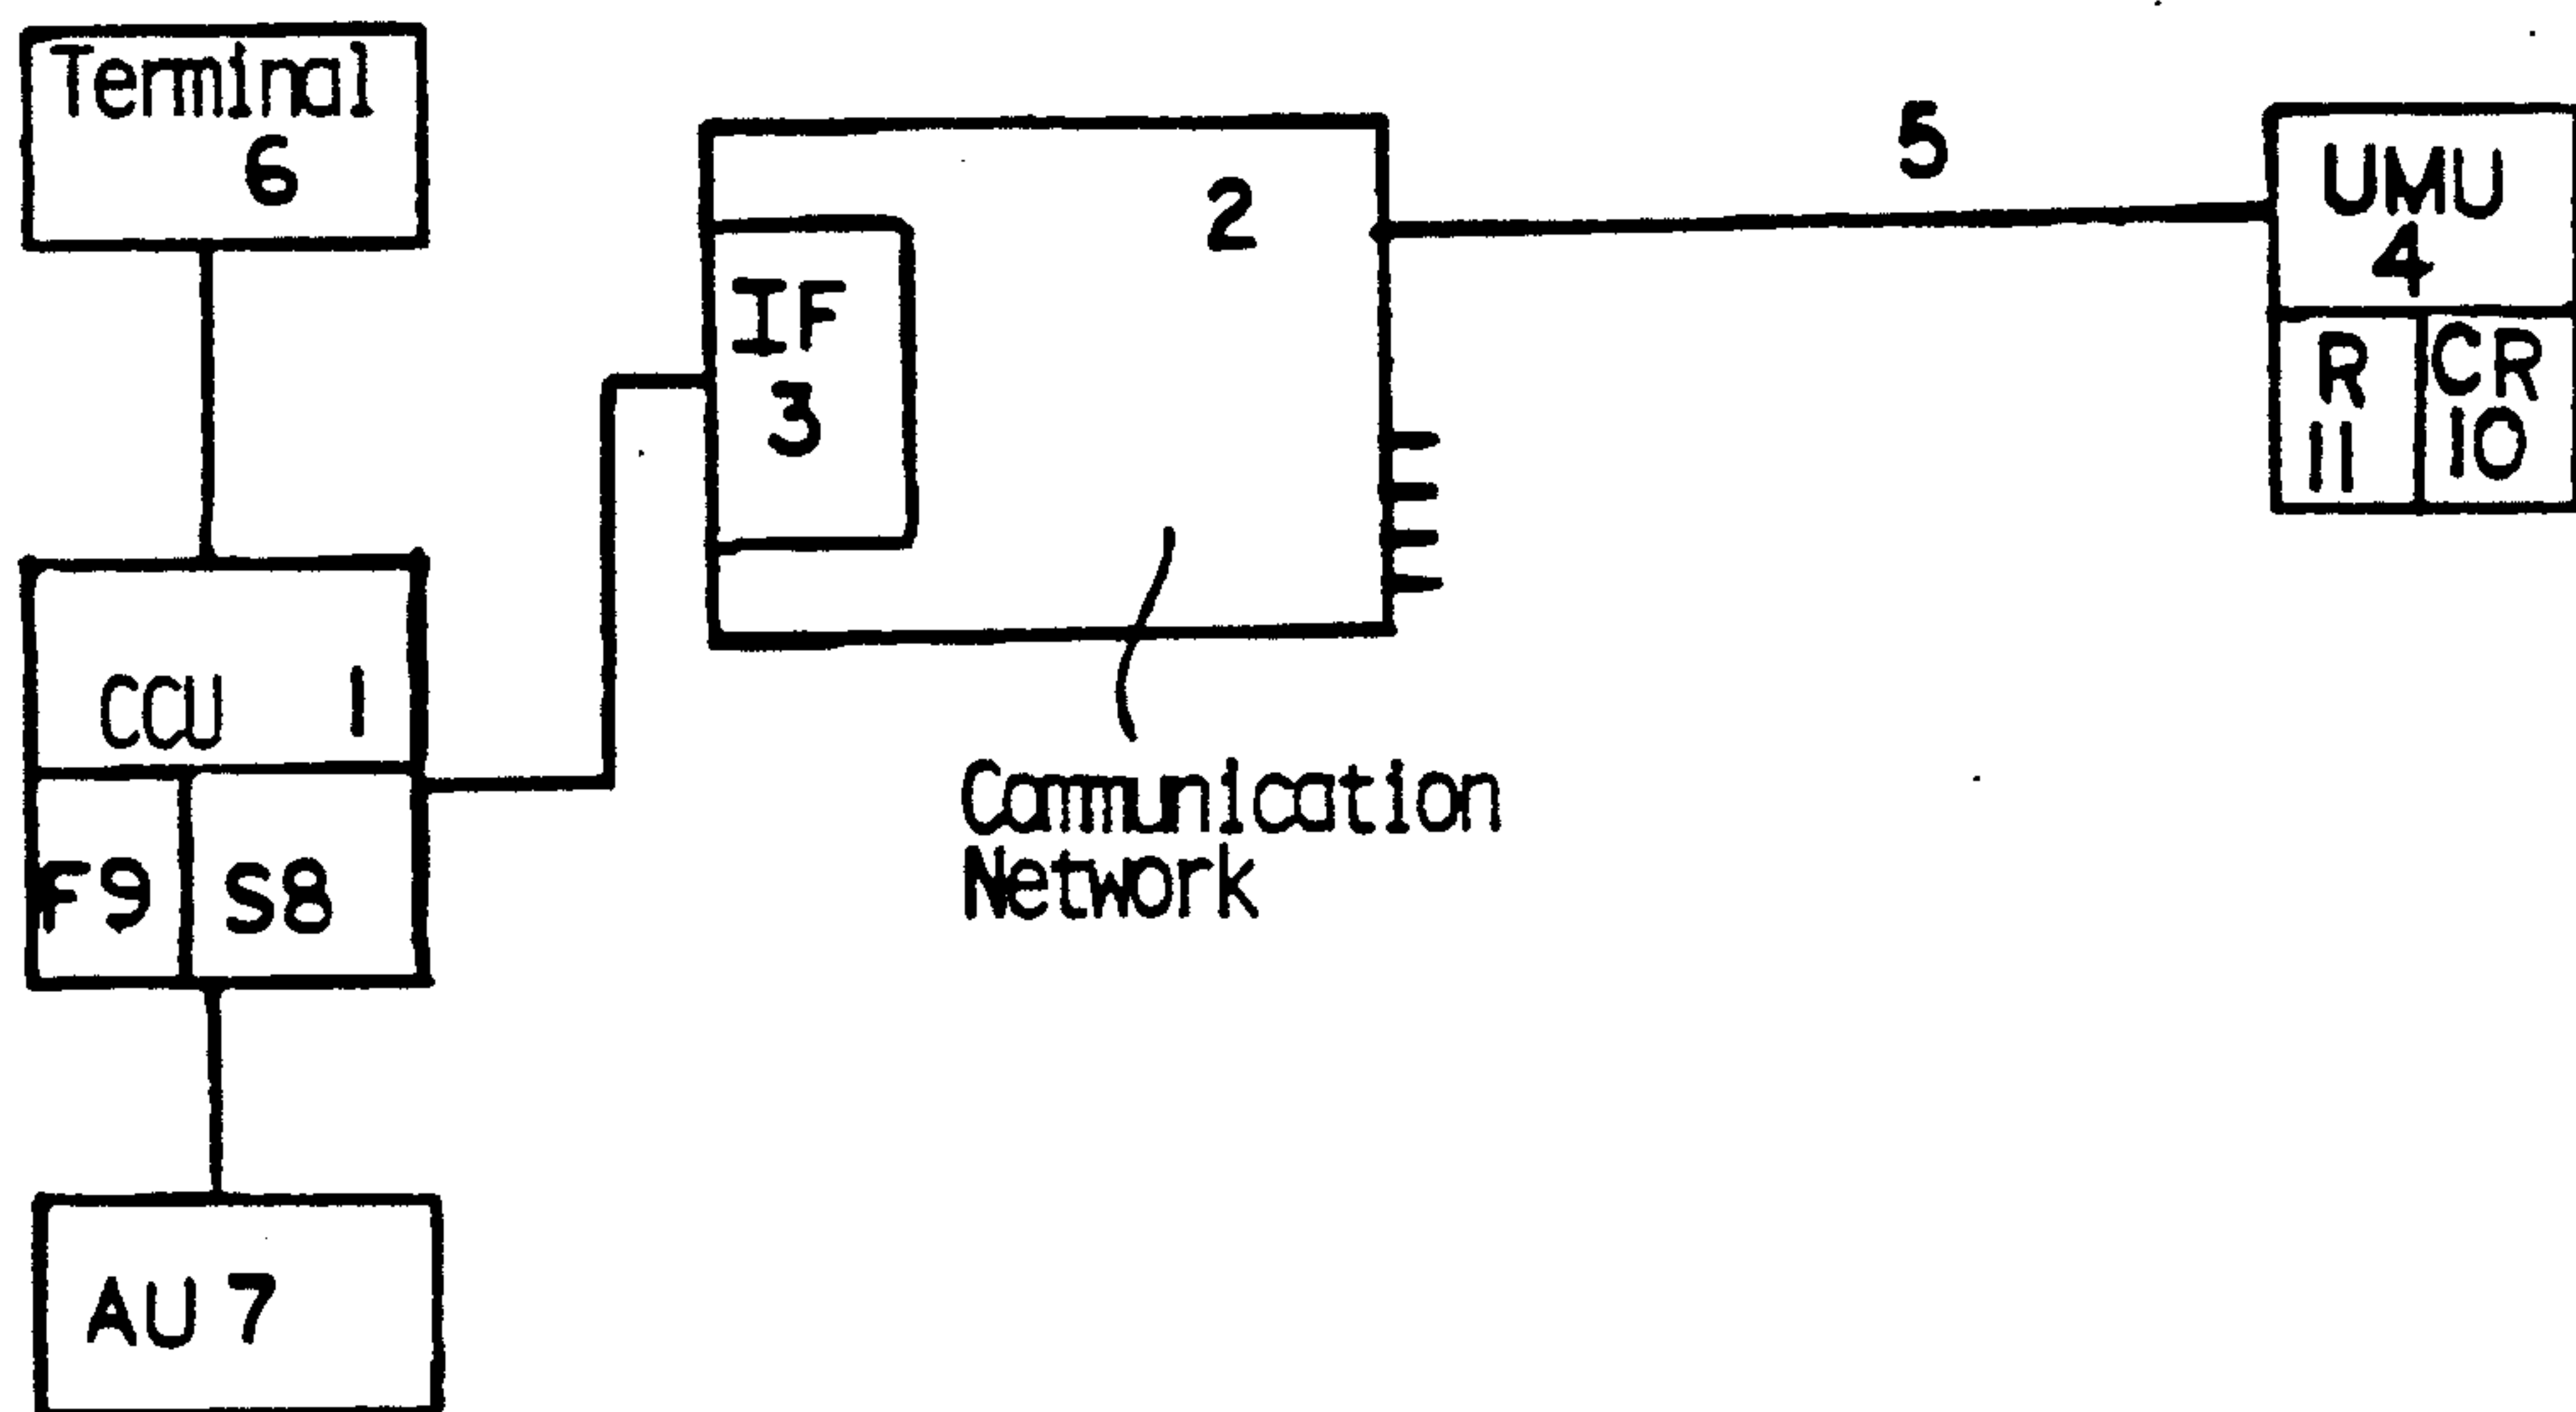 Terminal
6
CCU 1
F9 S8
AU 7
IF
3
2
Communication
Network
5
UMU
4
R CR
11 10